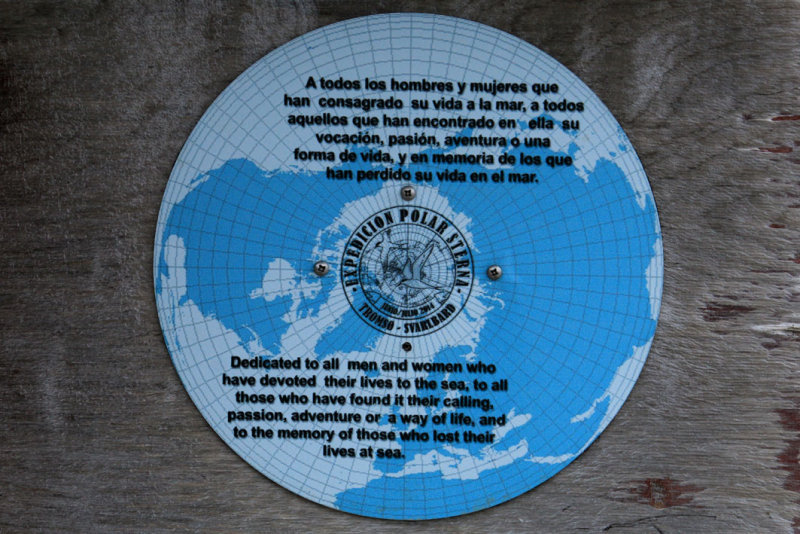 A todos los hombres y mujeres que
han consagrado su vida a la mar, a todos
aquellos que han encontrado en ella su
vocación, pasión, aventura o una
forma de vida, y en memoria de los que
han perdido su vida en el mar.
EXPEDICION POLAR STERNA
JUNIO/JULIO 2014
TROMSO - SVAHLBARD
Dedicated to all men and women who
have devoted their lives to the sea, to all
those who have found it their calling,
passion, adventure or a way of life, and
to the memory of those who lost their
lives at sea.